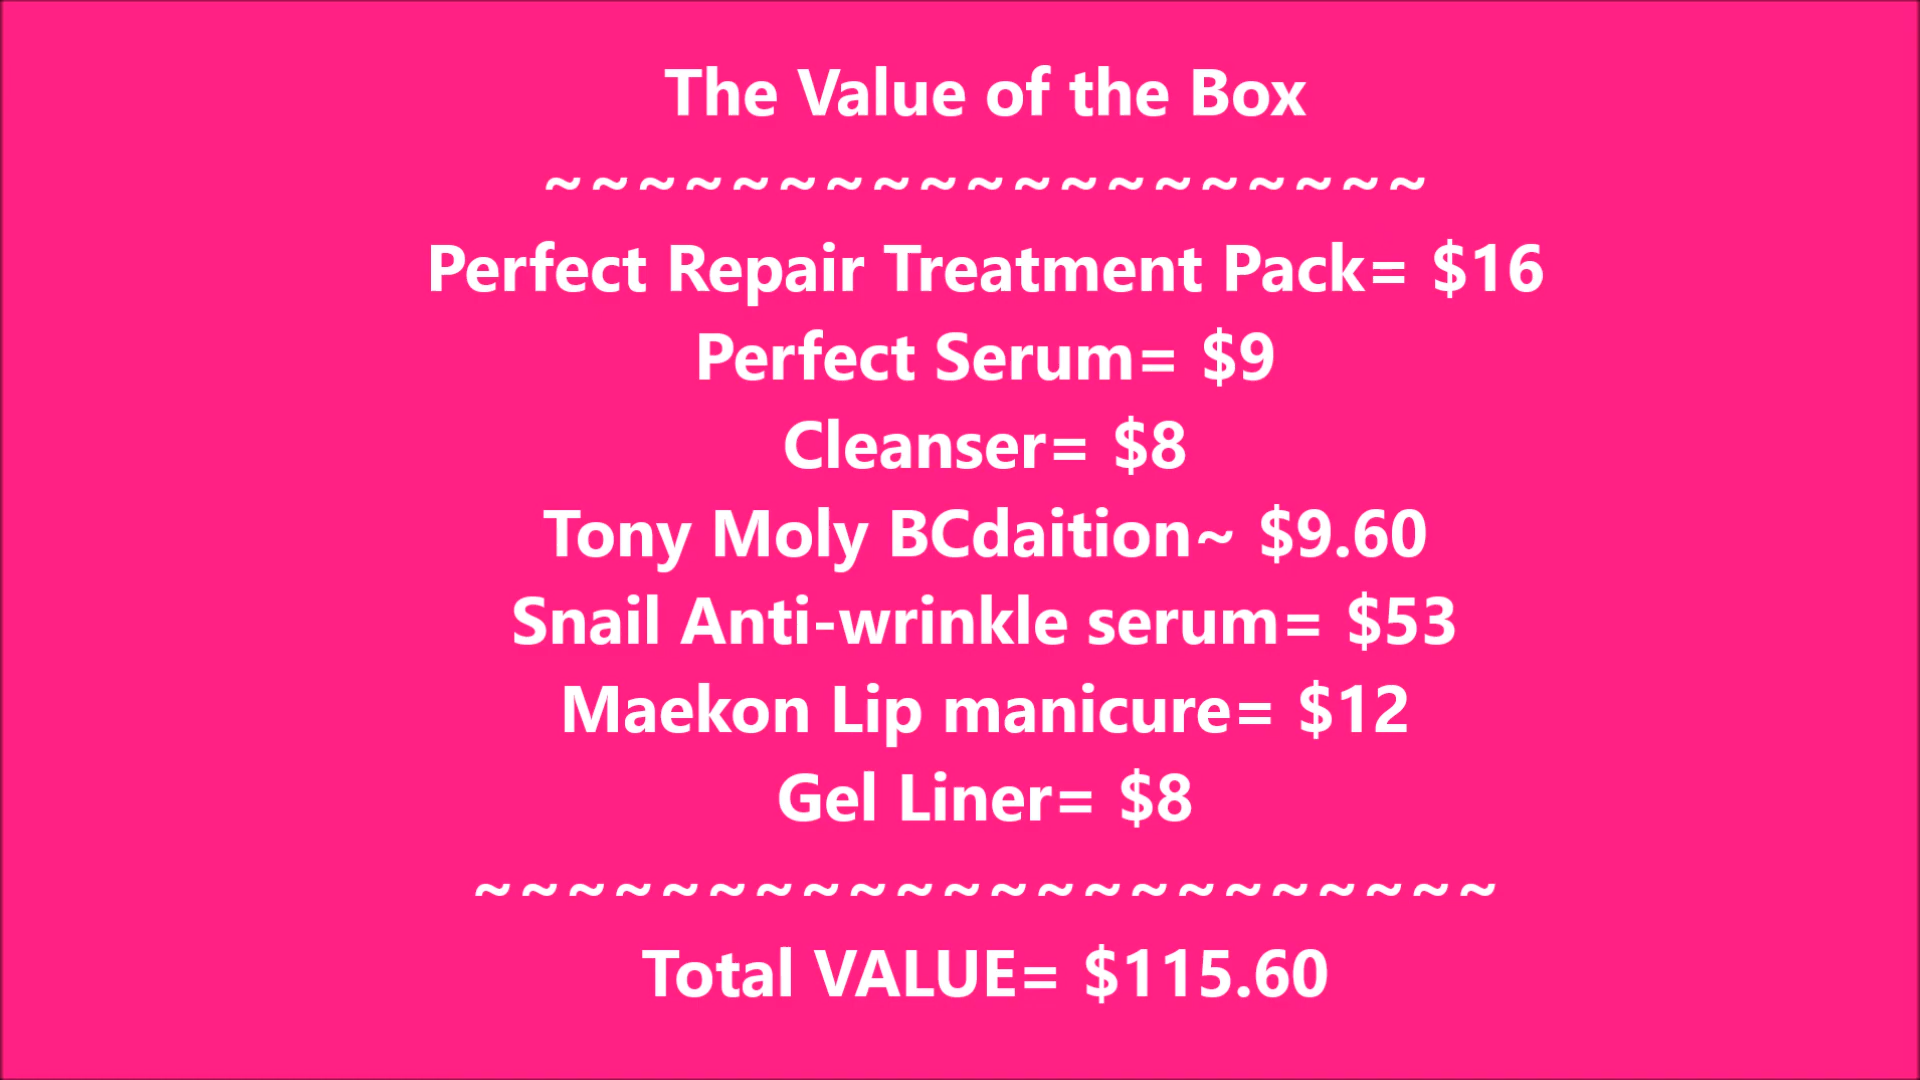 The Value of the Box
~~~~~~~~~~~~~~~~~~~
Perfect Repair Treatment Pack= $16
Perfect Serum= $9
Cleanser= $8
Tony Moly BCdaition~ $9.60
Snail Anti-wrinkle serum= $53
Maekon Lip manicure= $12
Gel Liner= $8
~~~~~~~~~~~~~~~~~~~~~~
Total VALUE= $115.60